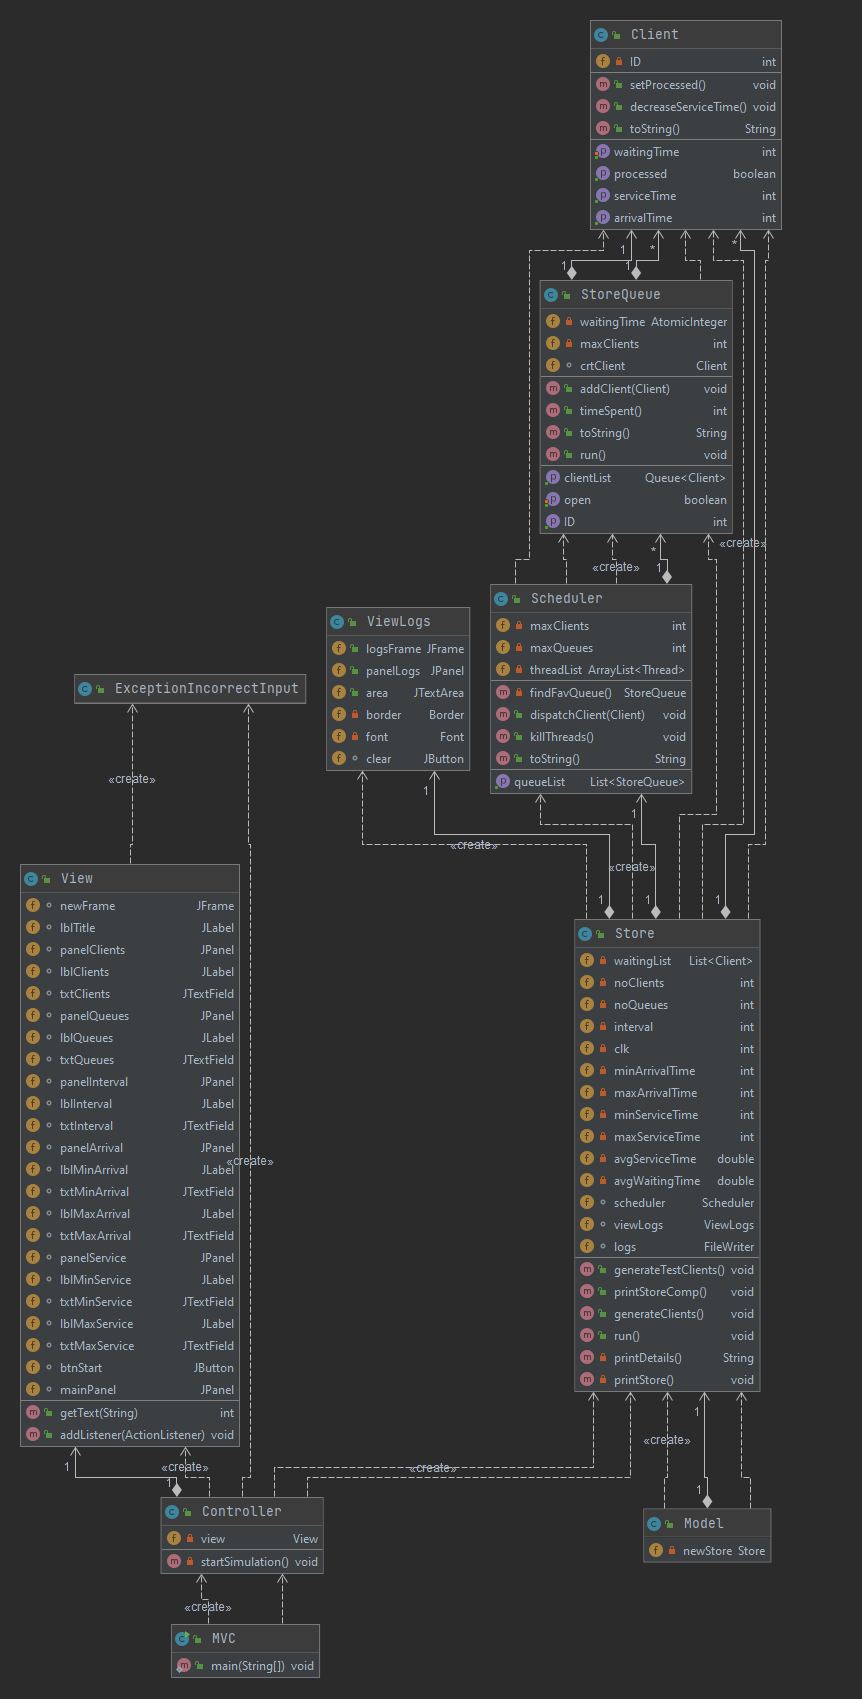 Client
ID int
setProcessed() void
decreaseServiceTime() void
toString() String
waitingTime int
processed boolean
serviceTime int
arrivalTime int
1 * *
1 1
StoreQueue
waitingTime AtomicInteger
maxClients int
crtClient Client
addClient(Client) void
timeSpent() int
toString() String
run() void
clientList Queue<Client>
open boolean
ID int
* «create»
«create» 1
Scheduler
maxClients int
maxQueues int
threadList ArrayList<Thread>
findFavQueue() StoreQueue
dispatchClient(Client) void
killThreads() void
toString() String
queueList List<StoreQueue>
ViewLogs
logsFrame JFrame
panelLogs JPanel
area JTextArea
border Border
font Font
clear JButton
ExceptionIncorrectInput
«create»
1 1
«create»
«create»
1 1 1
View
newFrame JFrame
lblTitle JLabel
panelClients JPanel
lblClients JLabel
txtClients JTextField
panelQueues JPanel
lblQueues JLabel
txtQueues JTextField
panelInterval JPanel
lblInterval JLabel
txtInterval JTextField
panelArrival JPanel
lblMinArrival JLabel
txtMinArrival JTextField
lblMaxArrival JLabel
txtMaxArrival JTextField
panelService JPanel
lblMinService JLabel
txtMinService JTextField
lblMaxService JLabel
txtMaxService JTextField
btnStart JButton
mainPanel JPanel
getText(String) int
addListener(ActionListener) void
«create»
Store
waitingList List<Client>
noClients int
noQueues int
interval int
clk int
minArrivalTime int
maxArrivalTime int
minServiceTime int
maxServiceTime int
avgServiceTime double
avgWaitingTime double
scheduler Scheduler
viewLogs ViewLogs
logs FileWriter
generateTestClients() void
printStoreComp() void
generateClients() void
run() void
printDetails() String
printStore() void
1
«create»
1 «create» «create»
1 1
Controller
view View
startSimulation() void
Model
newStore Store
«create»
MVC
main(String[]) void